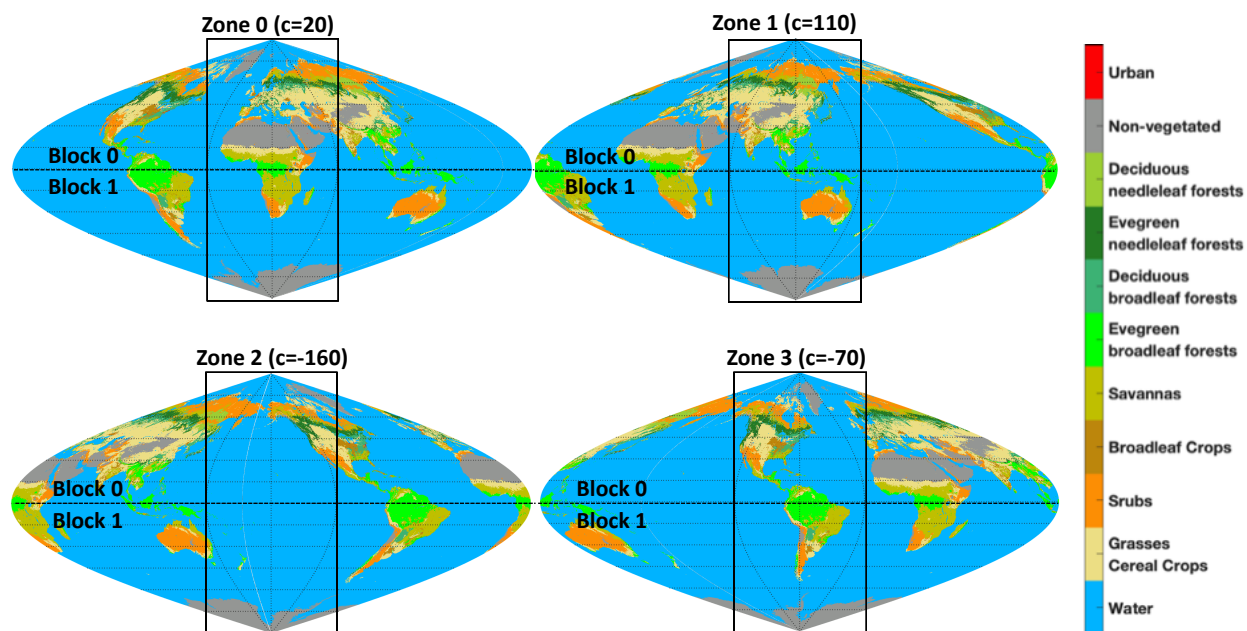 Zone 0 (c=20)
Block 0
Block 1
Zone 1 (c=110)
Block 0
Block 1
Zone 2 (c=-160)
Block 0
Block 1
Zone 3 (c=-70)
Block 0
Block 1
Urban
Non-vegetated
Deciduous
needleleaf forests
Evegreen
needleleaf forests
Deciduous
broadleaf forests
Evegreen
broadleaf forests
Savannas
Broadleaf Crops
Srubs
Grasses
Cereal Crops
Water